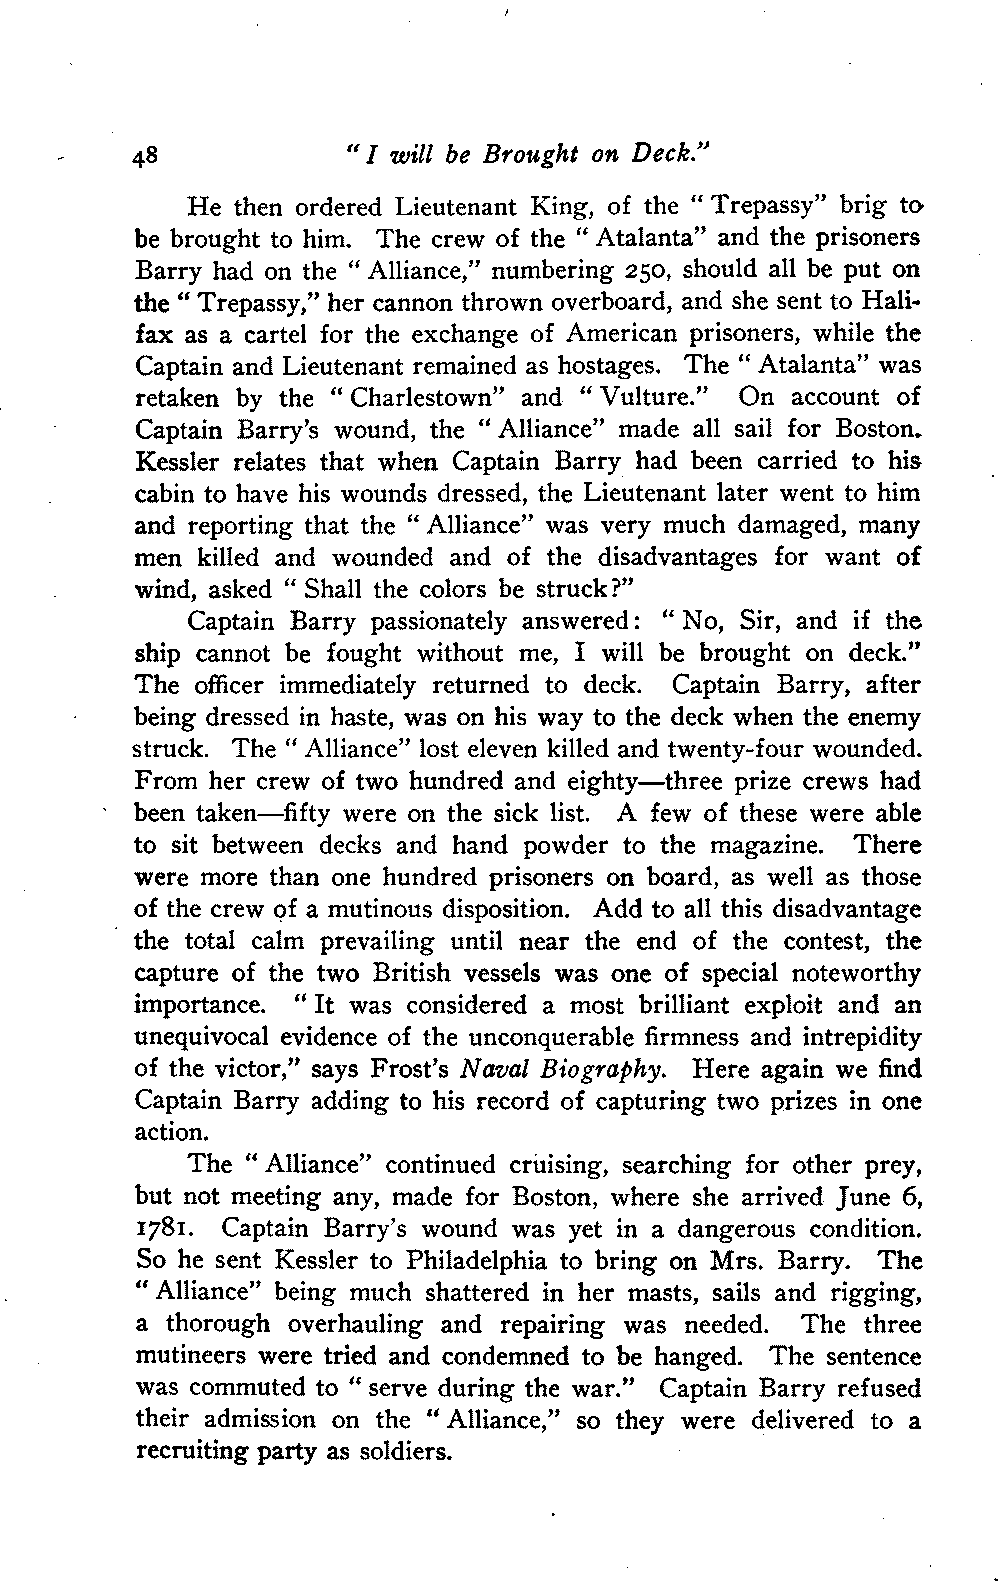 48 "I will be Brought on Deck."
He then ordered Lieutenant King, of the "Trepassy" brig to
be brought to him. The crew of the "Atalanta" and the prisoners
Barry had on the "Alliance," numbering 250, should all be put on
the "Trepassy," her cannon thrown overboard, and she sent to Hali-
fax as a cartel for the exchange of American prisoners, while the
Captain and Lieutenant remained as hostages. The "Atalanta" was
retaken by the "Charlestown" and "Vulture." On account of
Captain Barry's wound, the "Alliance" made all sail for Boston.
Kessler relates that when Captain Barry had been carried to his
cabin to have his wounds dressed, the Lieutenant later went to him
and reporting that the "Alliance" was very much damaged, many
men killed and wounded and of the disadvantages for want of
wind, asked "Shall the colors be struck?"
Captain Barry passionately answered: "No, Sir, and if the
ship cannot be fought without me, I will be brought on deck."
The officer immediately returned to deck. Captain Barry, after
being dressed in haste, was on his way to the deck when the enemy
struck. The "Alliance" lost eleven killed and twenty-four wounded.
From her crew of two hundred and eighty—three prize crews had
been taken—fifty were on the sick list. A few of these were able
to sit between decks and hand powder to the magazine. There
were more than one hundred prisoners on board, as well as those
of the crew of a mutinous disposition. Add to all this disadvantage
the total calm prevailing until near the end of the contest, the
capture of the two British vessels was one of special noteworthy
importance. "It was considered a most brilliant exploit and an
unequivocal evidence of the unconquerable firmness and intrepidity
of the victor," says Frost's Naval Biography. Here again we find
Captain Barry adding to his record of capturing two prizes in one
action.
The "Alliance" continued cruising, searching for other prey,
but not meeting any, made for Boston, where she arrived June 6,
1781. Captain Barry's wound was yet in a dangerous condition.
So he sent Kessler to Philadelphia to bring on Mrs. Barry. The
"Alliance" being much shattered in her masts, sails and rigging,
a thorough overhauling and repairing was needed. The three
mutineers were tried and condemned to be hanged. The sentence
was commuted to "serve during the war." Captain Barry refused
their admission on the "Alliance," so they were delivered to a
recruiting party as soldiers.